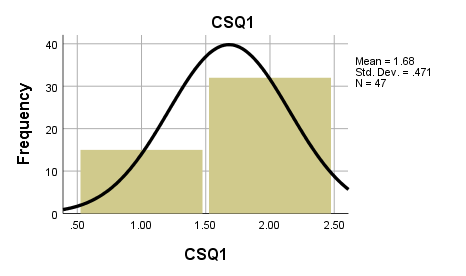 CSQ1
Mean = 1.68
Std. Dev. = .471
N = 47
Frequency
40
30
20
10
0
.50 1.00 1.50 2.00 2.50
CSQ1